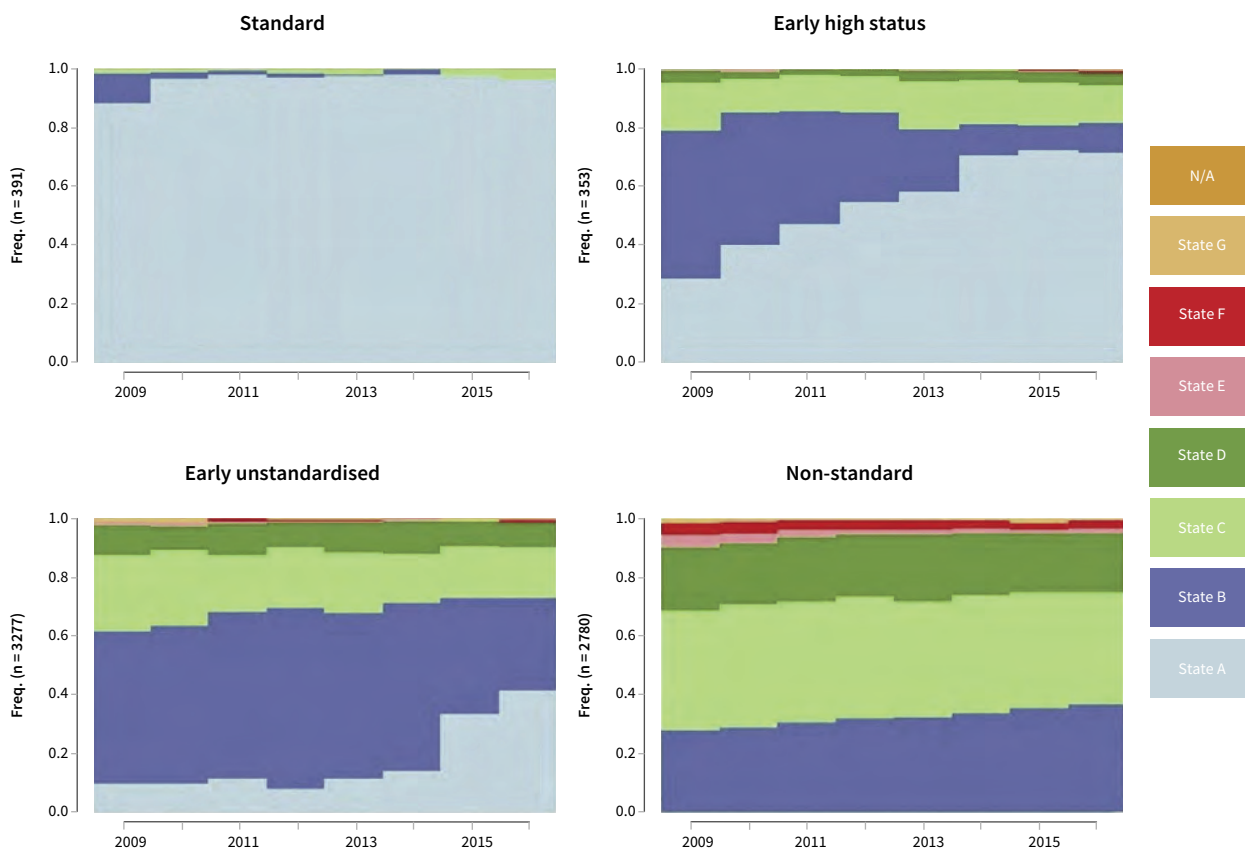 Standard
Freq. (n = 391)
1.0
0.8
0.6
0.4
0.2
0.0
2009 2011 2013 2015
Early high status
Freq. (n = 353)
1.0
0.8
0.6
0.4
0.2
0.0
2009 2011 2013 2015
Early unstandardised
Freq. (n = 3277)
1.0
0.8
0.6
0.4
0.2
0.0
2009 2011 2013 2015
Non-standard
Freq. (n = 2780)
1.0
0.8
0.6
0.4
0.2
0.0
2009 2011 2013 2015
N/A
State G
State F
State E
State D
State C
State B
State A